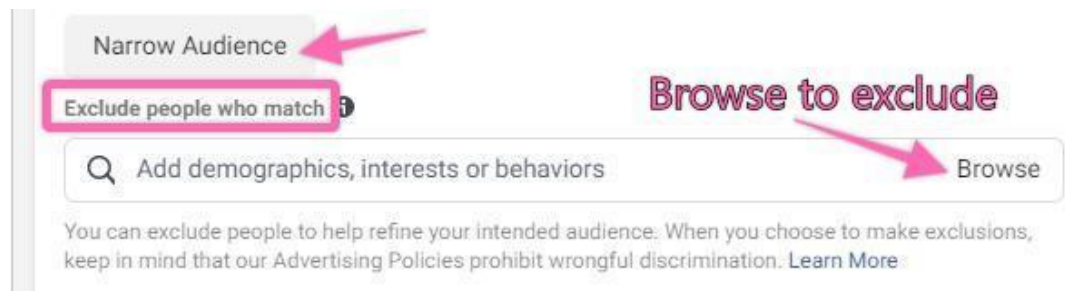 Narrow Audience
Exclude people who match
Browse to exclude
Add demographics, interests or behaviors
Browse
You can exclude people to help refine your intended audience. When you choose to make exclusions,
keep in mind that our Advertising Policies prohibit wrongful discrimination. Learn More